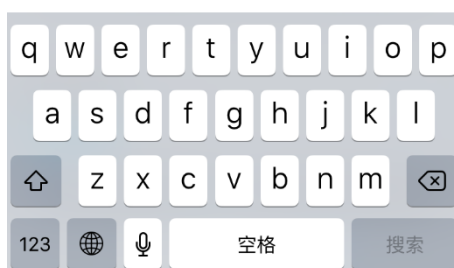 q w e r t y u i o p
a s d f g h j k l
z x c v b n m
123 空格 搜索